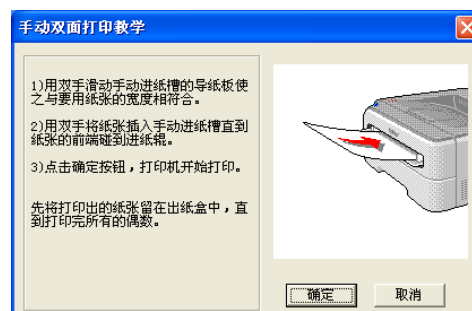 手动双面打印教学
1)用双手滑动手动进纸槽的导纸板使
之与要用纸张的宽度相符合。
2)用双手将纸张插入手动进纸槽直到
纸张的前端碰到进纸辊。
3)点击确定按钮，打印机开始打印。
先将打印出的纸张留在出纸盒中，直
到打印完所有的偶数。
确定
取消